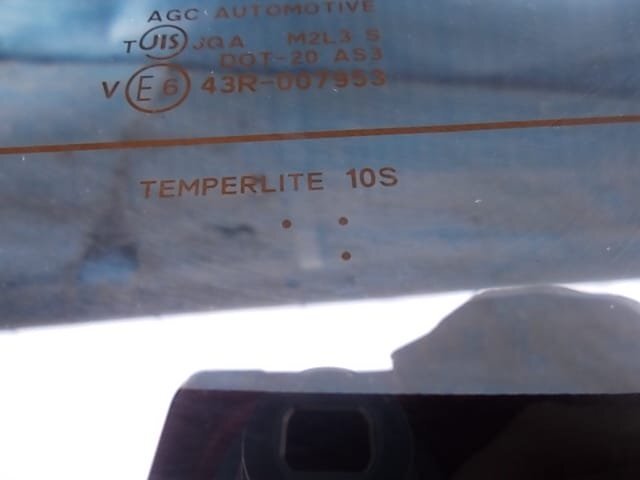 AGC AUTOMOTIVE
T JIS JQA M2L3 S
DOT-20 AS3
V E6 43R-007953
TEMPERLITE 10S